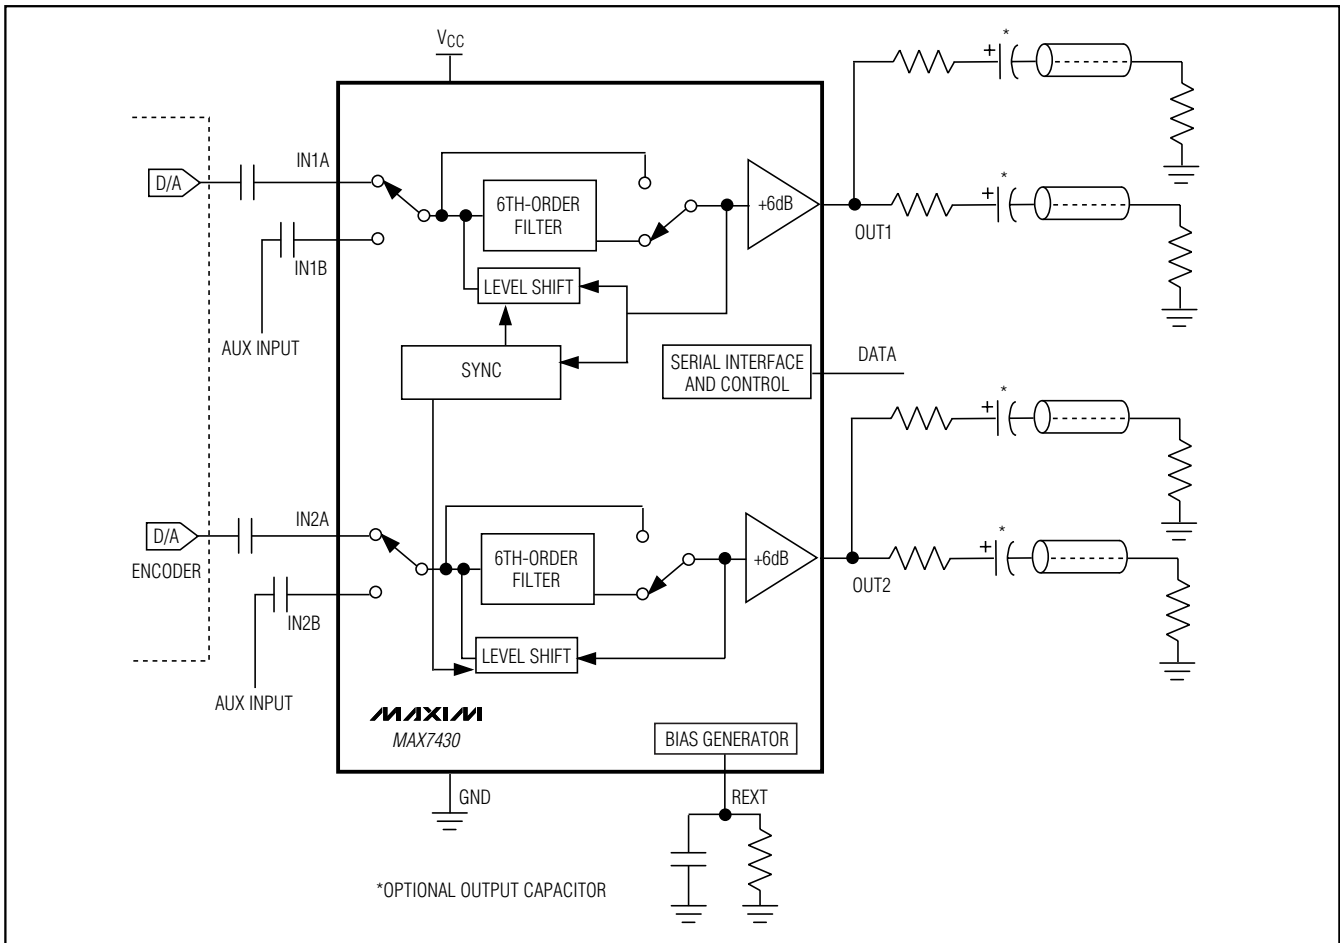 VCC
*
+
IN1A
D/A
6TH-ORDER
FILTER
+6dB
*
+
OUT1
IN1B
LEVEL SHIFT
AUX INPUT
SYNC
SERIAL INTERFACE
AND CONTROL
DATA
*
+
IN2A
D/A
ENCODER
6TH-ORDER
FILTER
+6dB
*
+
OUT2
IN2B
LEVEL SHIFT
AUX INPUT
MAXIM
MAX7430
BIAS GENERATOR
GND
REXT
*OPTIONAL OUTPUT CAPACITOR